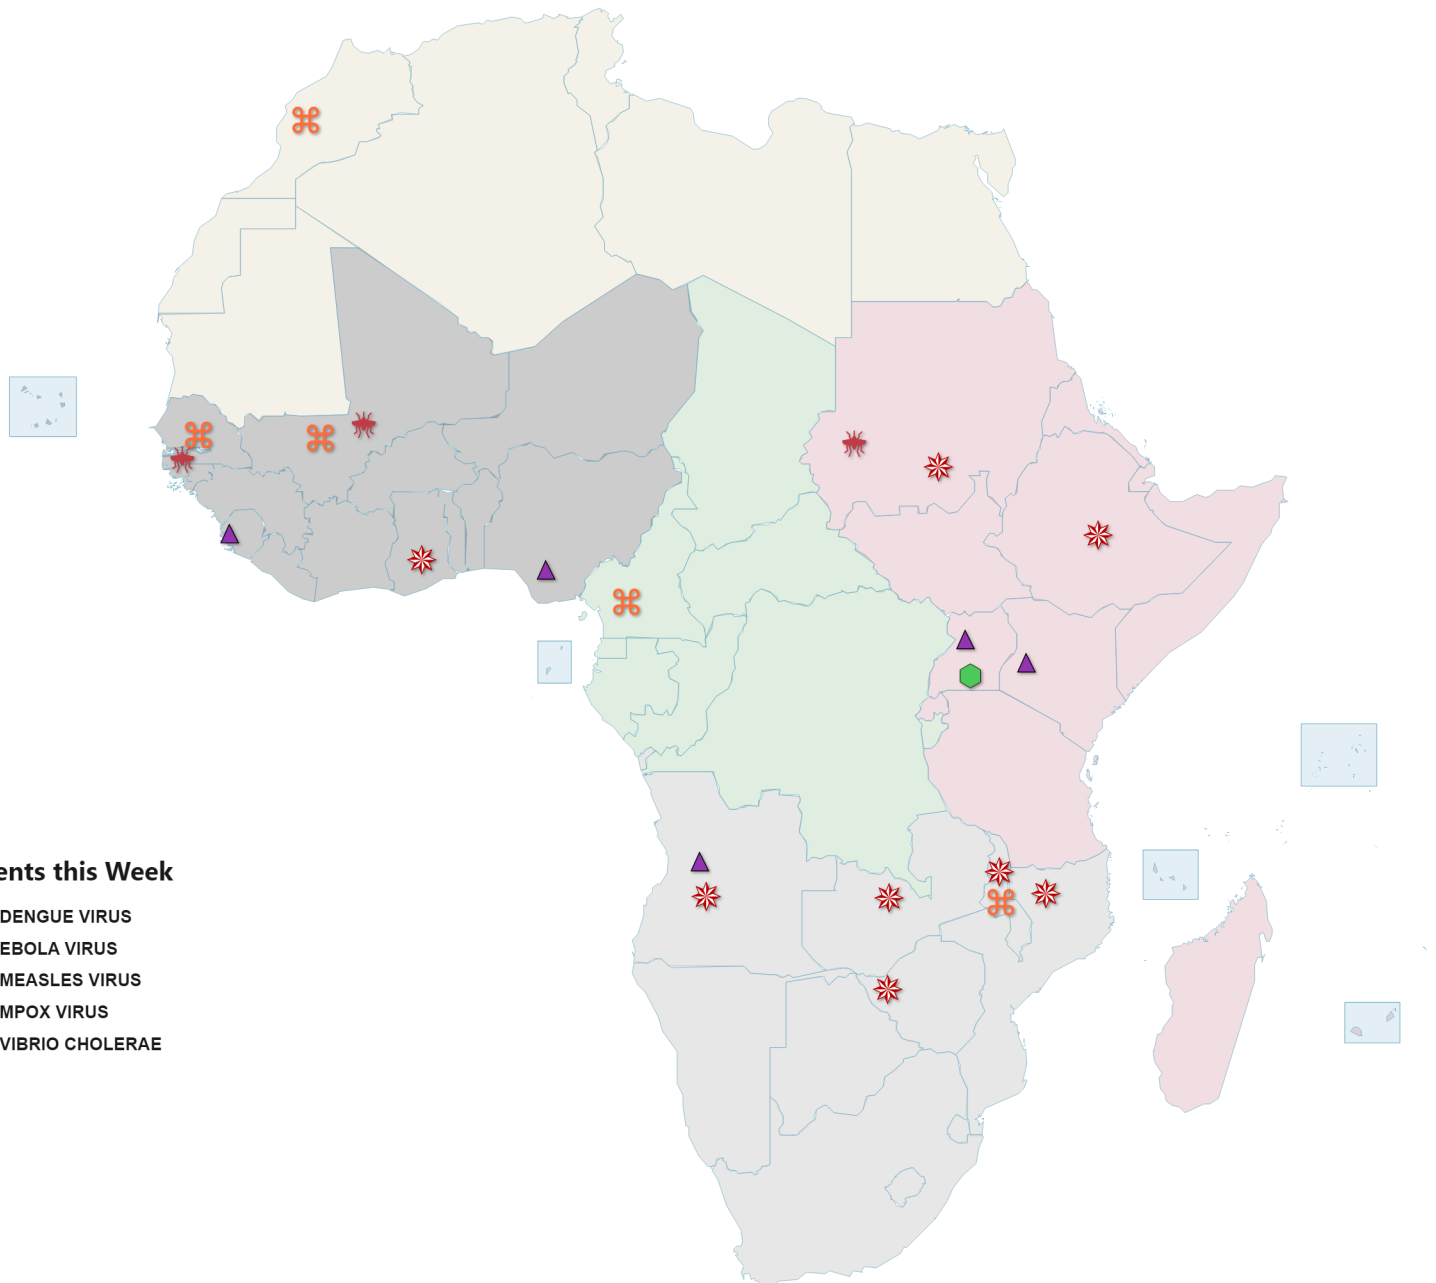 ents this Week
DENGUE VIRUS
EBOLA VIRUS
MEASLES VIRUS
MPOX VIRUS
VIBRIO CHOLERAE